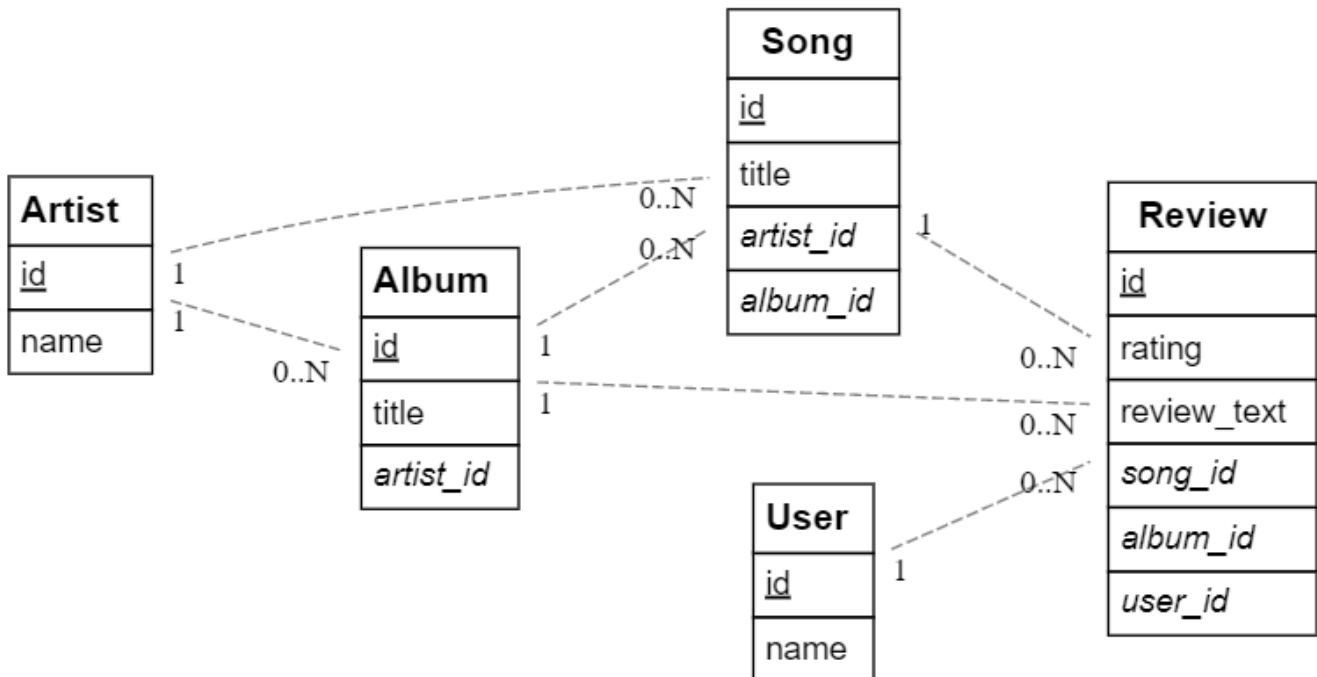 Artist
id
name
1
1
0..N
Album
id
title
artist_id
1
1
0..N
0..N
Song
id
title
artist_id
album_id
1
0..N
0..N
0..N
User
id
name
1
Review
id
rating
review_text
song_id
album_id
user_id